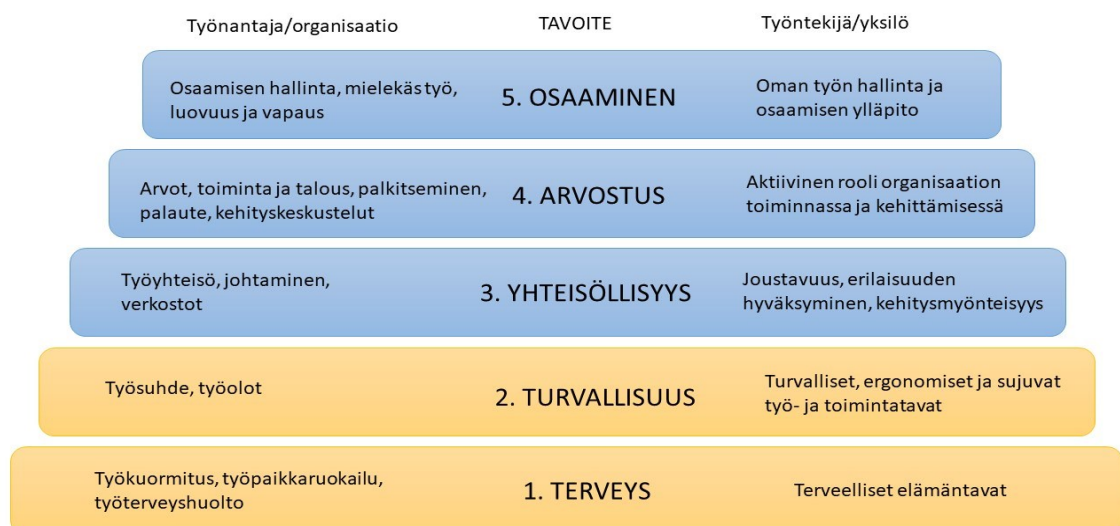 Työnantaja/organisaatio
TAVOITE
Työntekijä/yksilö
Osaamisen hallinta, mielekäs työ,
luovuus ja vapaus
5. OSAAMINEN
Oman työn hallinta ja
osaamisen ylläpito
Arvot, toiminta ja talous, palkitseminen,
palaute, kehityskeskustelut
4. ARVOSTUS
Aktiivinen rooli organisaation
toiminnassa ja kehittämisessä
Työyhteisö, johtaminen,
verkostot
3. YHTEISÖLLISYYS
Joustavuus, erilaisuuden
hyväksyminen, kehitysmyönteisyys
Työsuhde, työolot
2. TURVALLISUUS
Turvalliset, ergonomiset ja sujuvat
työ- ja toimintatavat
Työkuormitus, työpaikkaruokailu,
työterveyshuolto
1. TERVEYS
Terveelliset elämäntavat